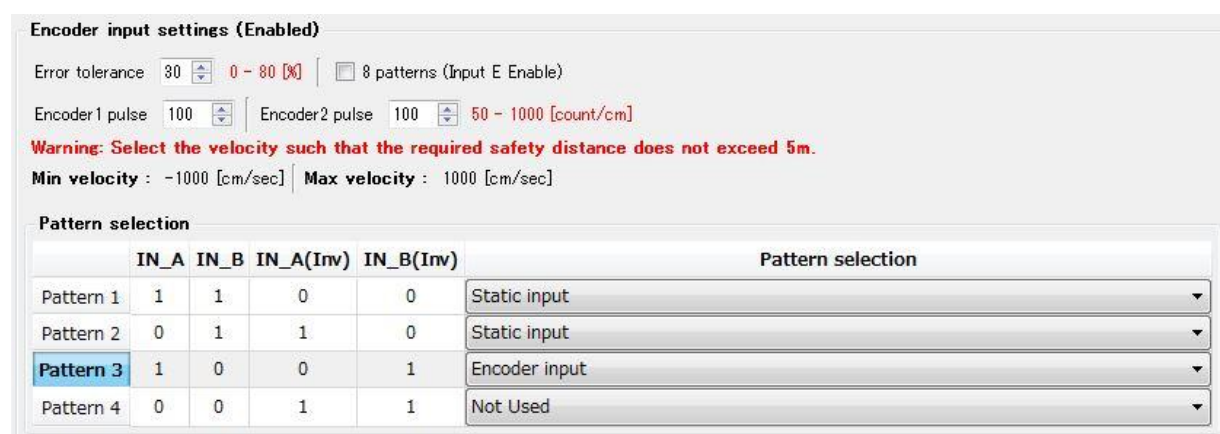 Encoder input settings (Enabled)
Error tolerance 30 0 - 80 [%] 8 patterns (Input E Enable)
Encoder1 pulse 100 Encoder2 pulse 100 50 - 1000 [count/cm]
Warning: Select the velocity such that the required safety distance does not exceed 5m.
Min velocity : -1000 [cm/sec] Max velocity : 1000 [cm/sec]
Pattern selection
IN_A IN_B IN_A(Inv) IN_B(Inv) Pattern selection
Pattern 1 1 1 0 0 Static input
Pattern 2 0 1 1 0 Static input
Pattern 3 1 0 0 1 Encoder input
Pattern 4 0 0 1 1 Not Used